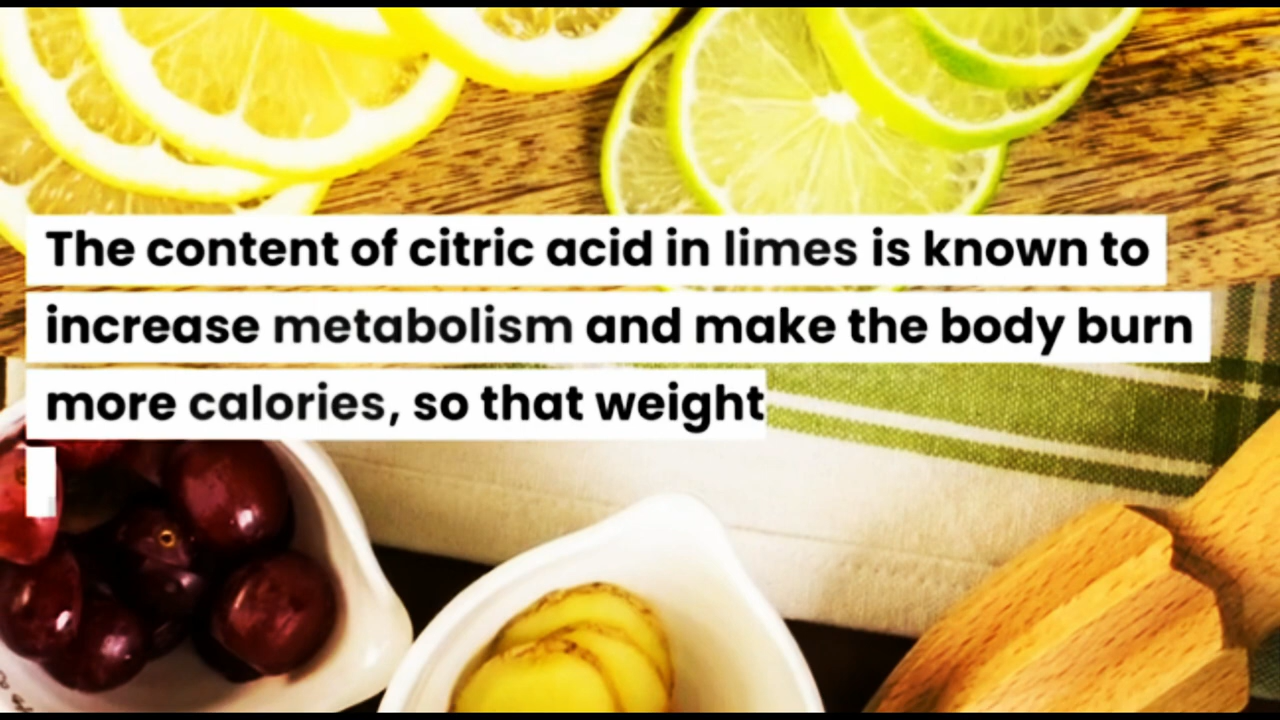 The content of citric acid in limes is known to
increase metabolism and make the body burn
more calories, so that weight